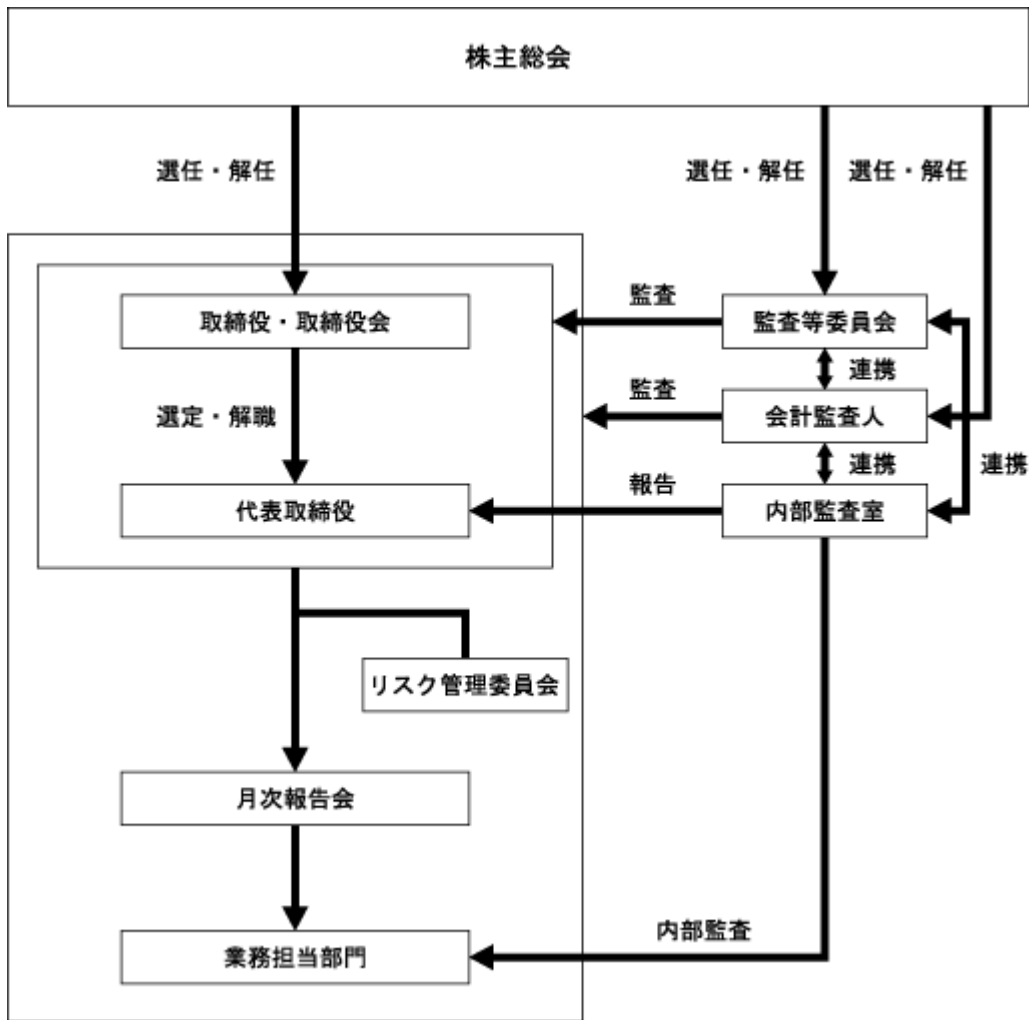 株主総会
選任・解任
選任・解任
選任・解任
取締役・取締役会
監査
監査等委員会
連携
選定・解職
監査
会計監査人
連携
連携
代表取締役
報告
内部監査室
リスク管理委員会
月次報告会
内部監査
業務担当部門